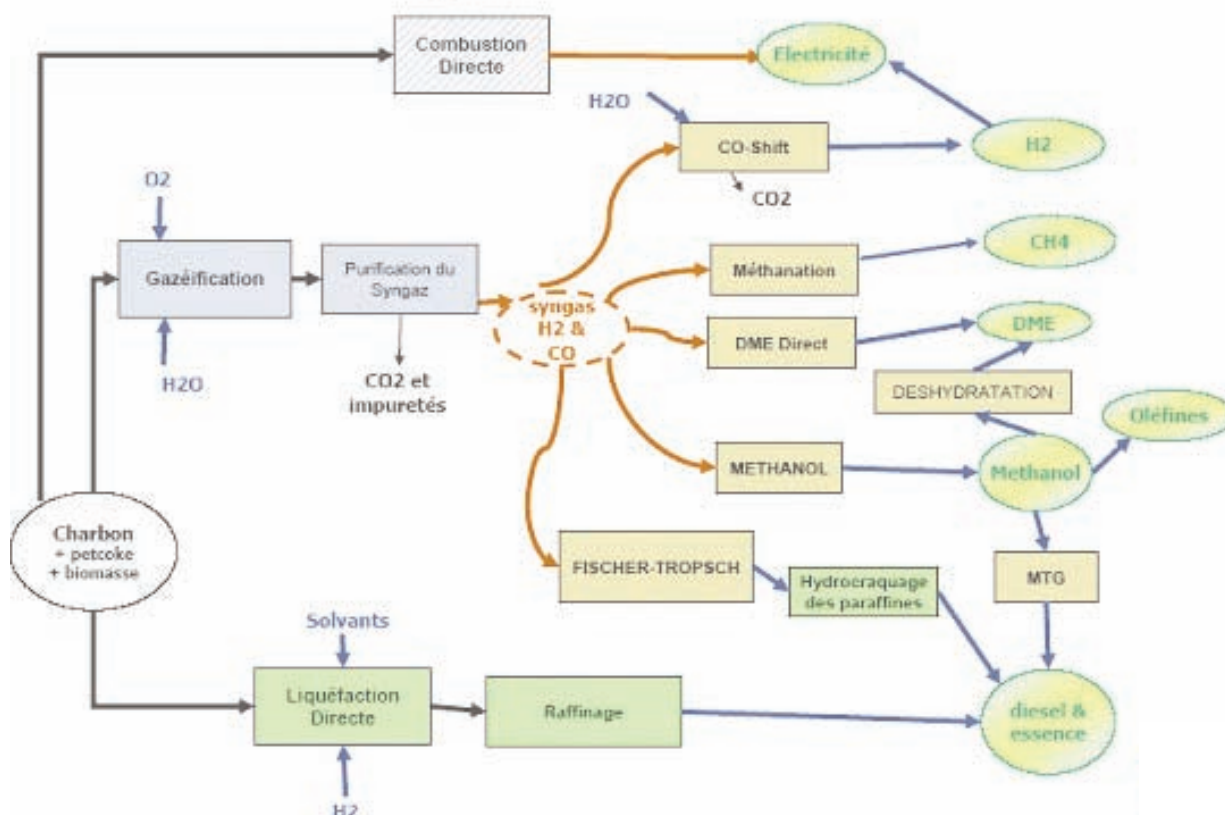 Combustion
Directe
Electricité
H2O
CO-Shift
H2
CO2
O2
Gazéification
Purification du
Syngaz
H2O
CO2 et
impuretés
syngas
H2 &
CO
Méthanation
CH4
DME Direct
DME
DESHYDRATATION
Oléfines
METHANOL
Methanol
Charbon
+ petcoke
+ biomasse
FISCHER-TROPSCH
Hydrocraquage
des paraffines
MTG
Solvants
Liquéfaction
Directe
Raffinage
diesel &
essence
H2